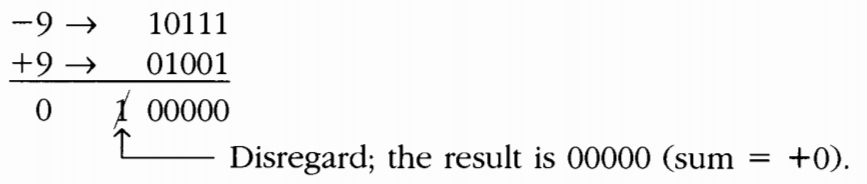 −9 → 10111
+9 → 01001
0 1 00000
Disregard; the result is 00000 (sum = +0).